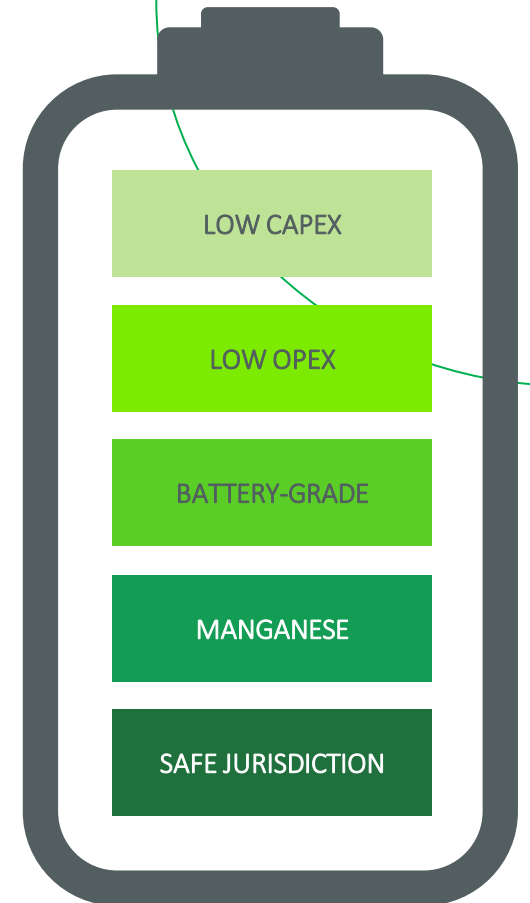 LOW CAPEX
LOW OPEX
BATTERY-GRADE
MANGANESE
SAFE JURISDICTION